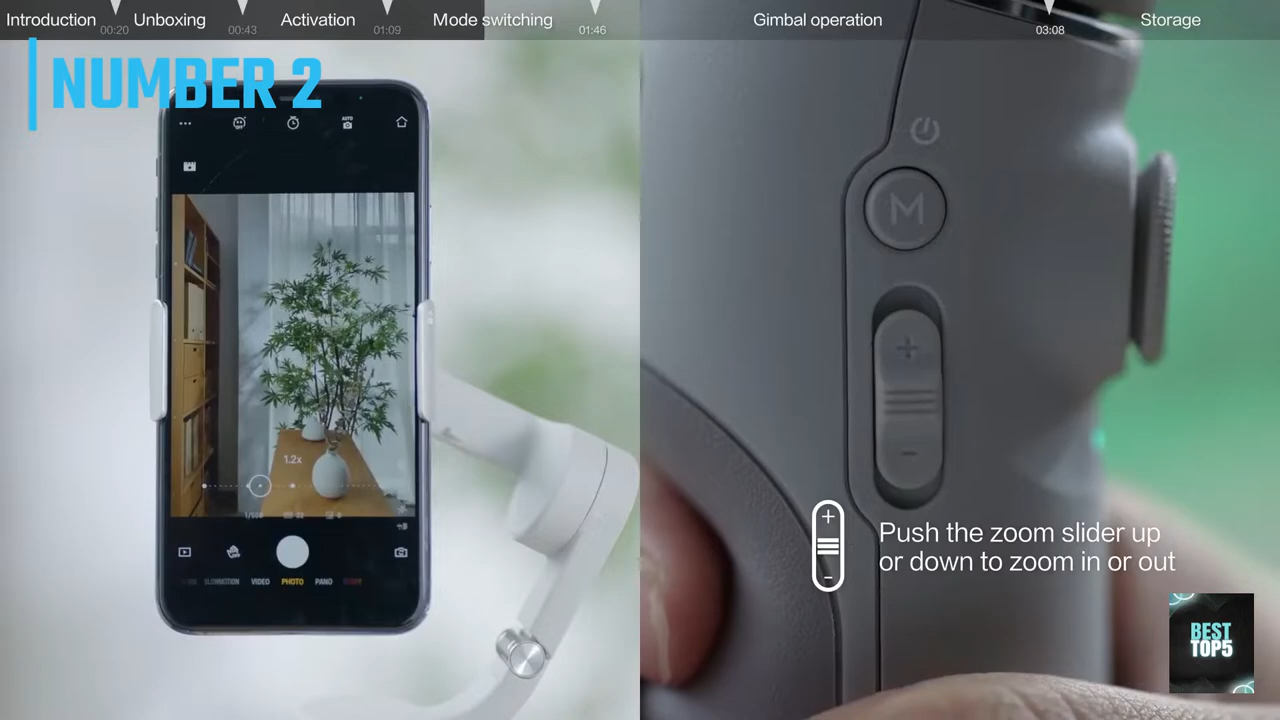 Introduction
Unboxing
Activation
Mode switching
Gimbal operation
Storage
00:20
00:43
01:09
01:46
03:08
NUMBER 2
AUTO
M
+
1.2x
-
SLOWMOTION
VIDEO
PHOTO
PANO
+
-
Push the zoom slider up
or down to zoom in or out
BEST
TOP5